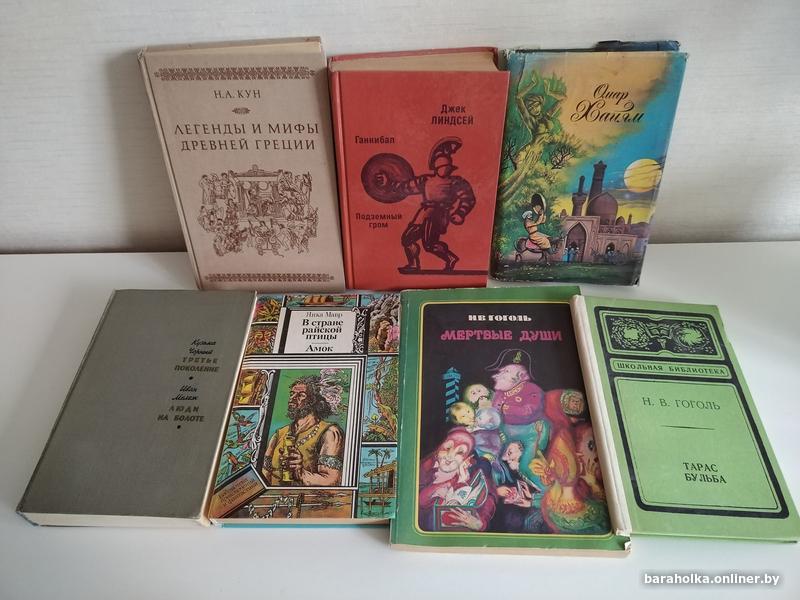 Н.А. КУН
ЛЕГЕНДЫ И МИФЫ
ДРЕВНЕЙ ГРЕЦИИ
Джек
ЛИНДСЕЙ
Ганнибал
Подземный
гром
Омар
Хайям
Кузьма
Чорный
ТРЕТЬЕ
ПОКОЛЕНИЕ
Иван
Мележ
ЛЮДИ
НА БОЛОТЕ
Янка Мавр
В стране
райской
птицы
Амок
Н.В. ГОГОЛЬ
МЕРТВЫЕ ДУШИ
ШКОЛЬНАЯ БИБЛИОТЕКА
Н. В. ГОГОЛЬ
ТАРАС
БУЛЬБА
baraholka.onliner.by